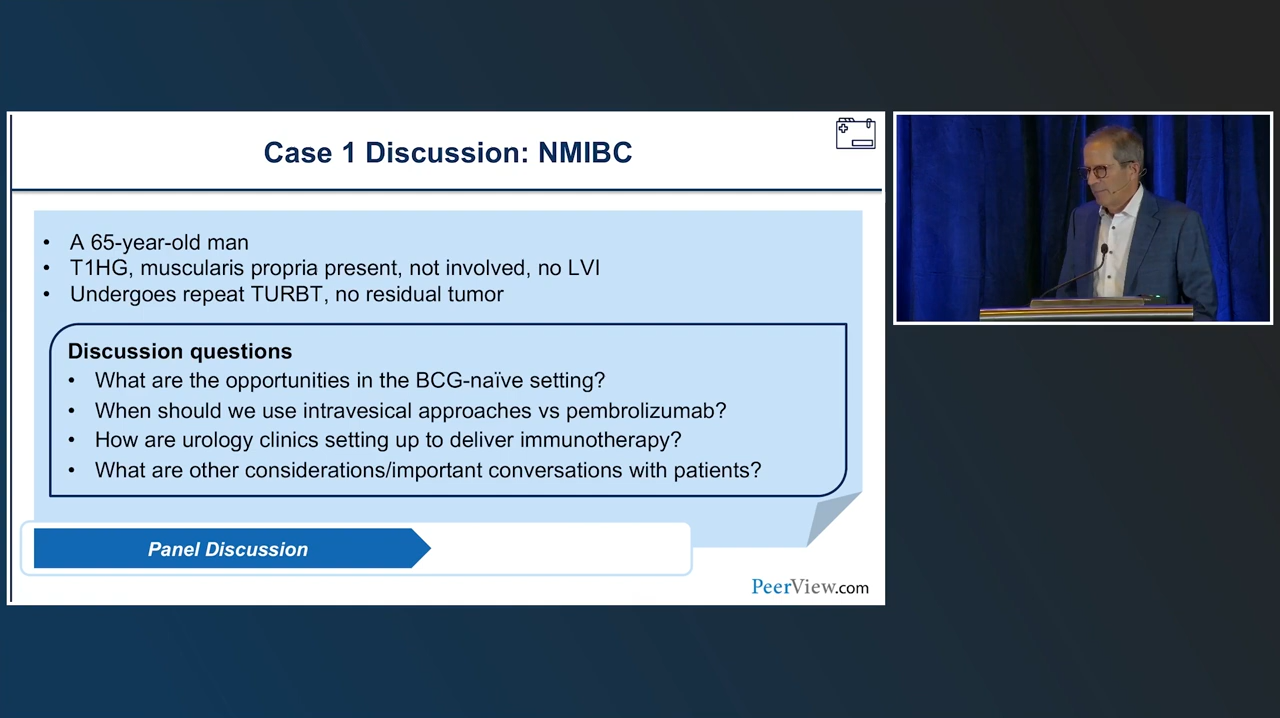 Case 1 Discussion: NMIBC
• A 65-year-old man
• T1HG, muscularis propria present, not involved, no LVI
• Undergoes repeat TURBT, no residual tumor
Discussion questions
• What are the opportunities in the BCG-naïve setting?
• When should we use intravesical approaches vs pembrolizumab?
• How are urology clinics setting up to deliver immunotherapy?
• What are other considerations/important conversations with patients?
Panel Discussion
PeerView.com